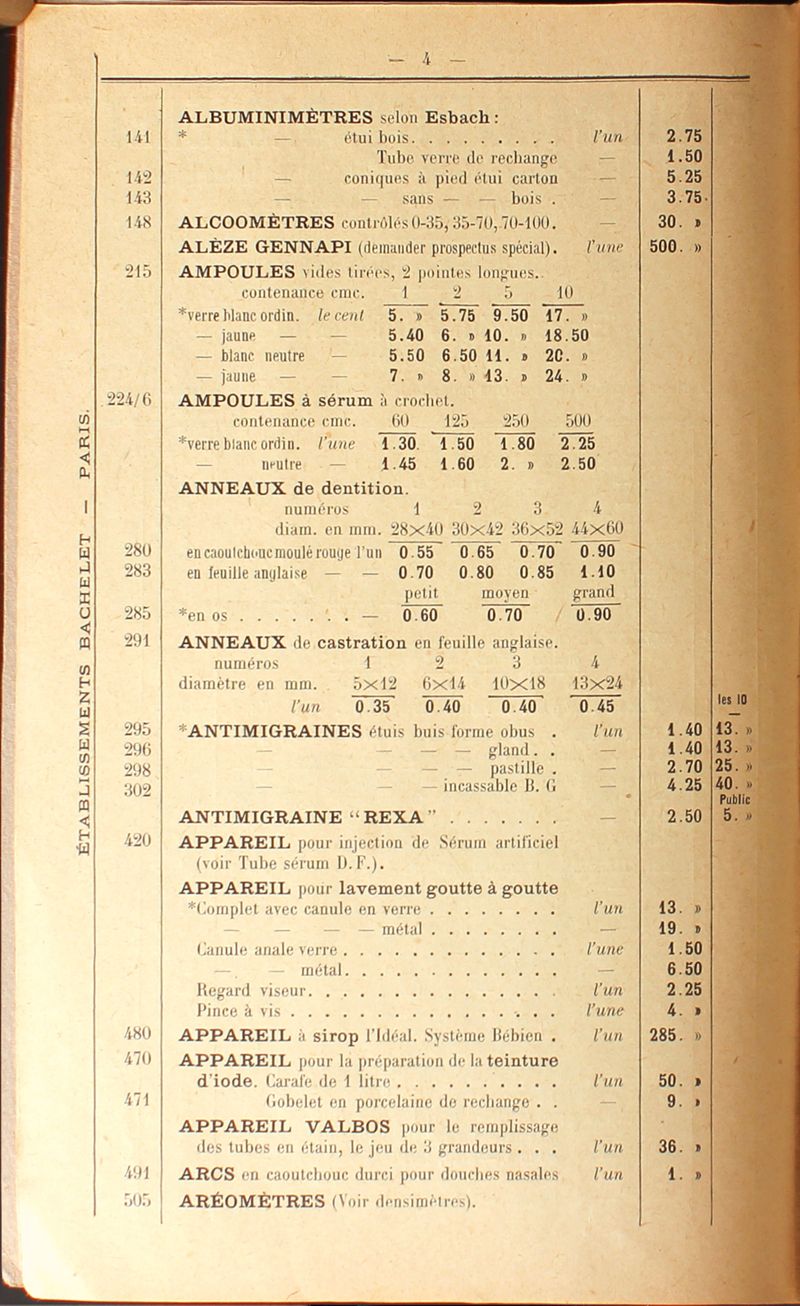 — 4 —
ÉTABLISSEMENTS BACHELET — PARIS.
ALBUMINIMÈTRES selon Esbach :
141 * — étui bois. . . . . . . . . l'un 2.75
Tube verre de rechange — 1.50
142 — coniques à pied étui carton — 5.25
143 — — sans — — bois . — 3.75
148 ALCOOMÈTRES contrôlés 0-35, 35-70, 70-100. — 30. »
ALÈZE GENNAPI (demander prospectus spécial). l'une 500. »
215 AMPOULES vides tirées, 2 pointes longues.
contenance cmc. 1 2 5 10
*verre blanc ordin. le cent 5. » 5.75 9.50 17. »
— jaune — — 5.40 6. » 10. » 18.50
— blanc neutre — 5.50 6.50 11. » 20. »
— jaune — — 7. » 8. » 13. » 24. »
224/6 AMPOULES à sérum à crochet.
contenance cmc. 60 125 250 500
*verre blanc ordin. l'une 1.30 1.50 1.80 2.25
— neutre — 1.45 1.60 2. » 2.50
ANNEAUX de dentition.
numéros 1 2 3 4
diam. en mm. 28×40 30×42 36×52 44×60
280 en caoutchouc moulé rouge l'un 0.55 0.65 0.70 0.90
283 en feuille anglaise — — 0.70 0.80 0.85 1.10
petit moyen grand
285 *en os . . . . . . . . — 0.60 0.70 0.90
291 ANNEAUX de castration en feuille anglaise.
numéros 1 2 3 4
diamètre en mm. 5×12 6×14 10×18 13×24
l'un 0.35 0.40 0.40 0.45
les 10
295 *ANTIMIGRAINES étuis buis forme obus . l'un 1.40 13. »
296 — — — gland. . — 1.40 13. »
298 — — — pastille . — 2.70 25. »
302 — — — incassable B. G — 4.25 40. »
Public
ANTIMIGRAINE “REXA” . . . . . . . — 2.50 5. »
420 APPAREIL pour injection de Sérum artificiel
(voir Tube sérum D.F.).
APPAREIL pour lavement goutte à goutte
*Complet avec canule en verre . . . . . . . . l'un 13. »
— — — — métal . . . . . . . . — 19. »
Canule anale verre . . . . . . . . . . . . . l'une 1.50
— — métal. . . . . . . . . . . . . — 6.50
Regard viseur. . . . . . . . . . . . . . . l'un 2.25
Pince à vis . . . . . . . . . . . . . . . . l'une 4. »
480 APPAREIL à sirop l'Idéal. Système Bébien . l'un 285. »
470 APPAREIL pour la préparation de la teinture
d'iode. Carafe de 1 litre . . . . . . . . . . l'un 50. »
471 Gobelet en porcelaine de rechange . . — 9. »
APPAREIL VALBOS pour le remplissage
des tubes en étain, le jeu de 3 grandeurs . . . l'un 36. »
491 ARCS en caoutchouc durci pour douches nasales l'un 1. »
505 ARÉOMÈTRES (Voir densimètres).